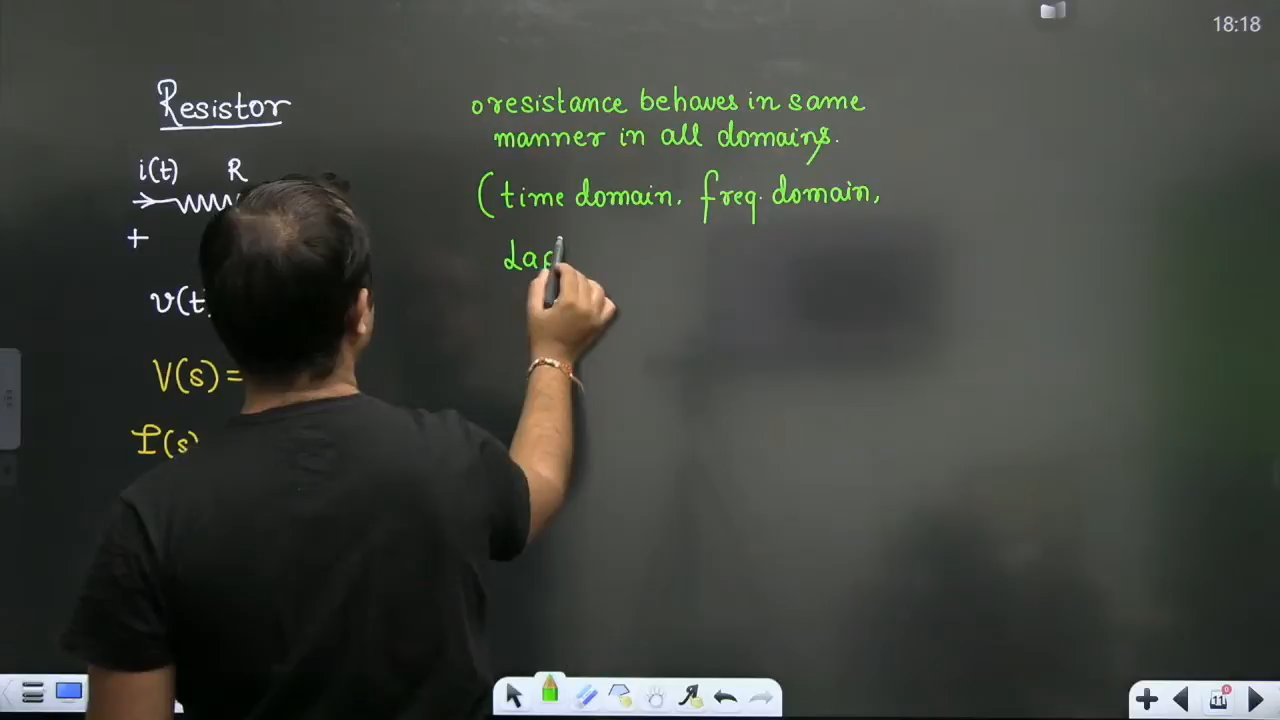 18:18
Resistor
i(t) R
+
v(t)
V(s) =
I(s)
o resistance behaves in same
manner in all domains.
(time domain, freq. domain,
Lap